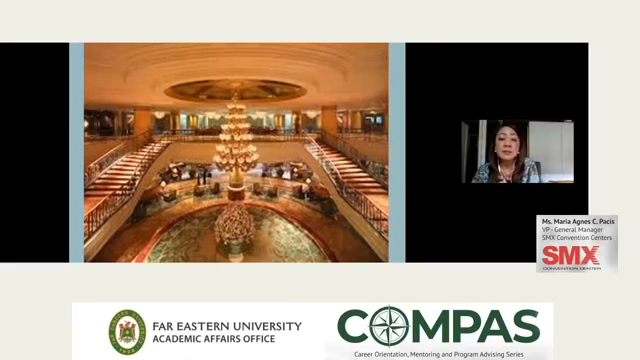 Ms. Maria Agnes C. Pacis
VP - General Manager
SMX Convention Centers
SMX
CONVENTION CENTER
FAR EASTERN UNIVERSITY
ACADEMIC AFFAIRS OFFICE
COMPAS
Career Orientation, Mentoring and Program Advising Series